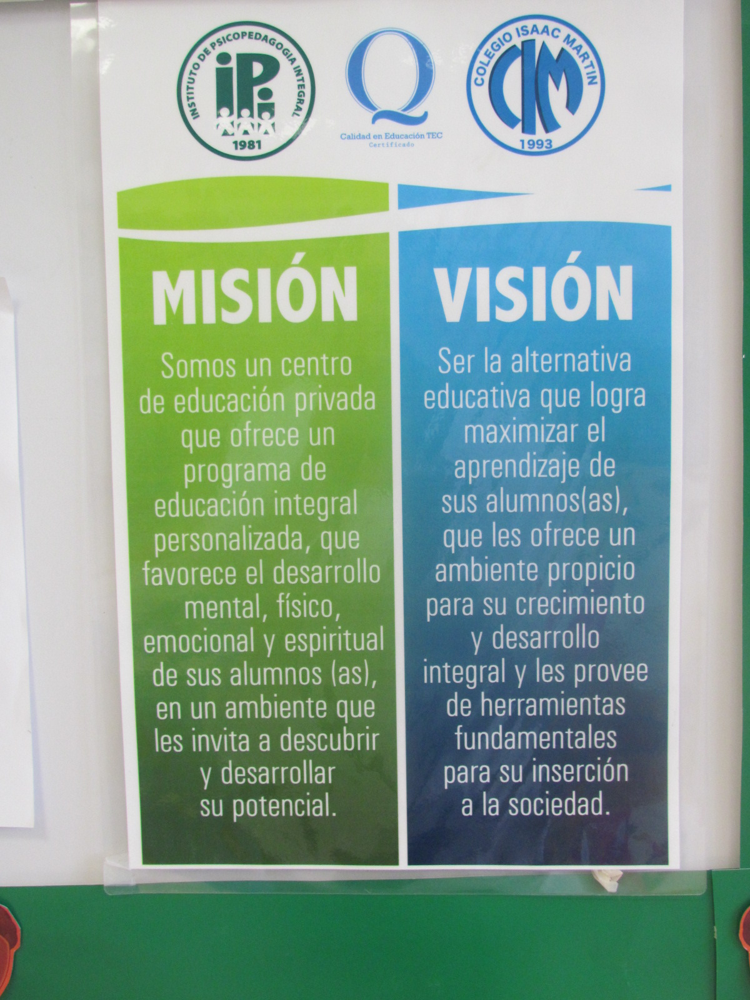 INSTITUTO DE PSICOPEDAGOGIA INTEGRAL
iPi
1981
Q
Calidad en Educación TEC
Certificado
COLEGIO ISAAC MARTIN
CIM
1993
MISIÓN
Somos un centro
de educación privada
que ofrece un
programa de
educación integral
personalizada, que
favorece el desarrollo
mental, físico,
emocional y espiritual
de sus alumnos (as),
en un ambiente que
les invita a descubrir
y desarrollar
su potencial.
VISIÓN
Ser la alternativa
educativa que logra
maximizar el
aprendizaje de
sus alumnos(as),
que les ofrece un
ambiente propicio
para su crecimiento
y desarrollo
integral y les provee
de herramientas
fundamentales
para su inserción
a la sociedad.